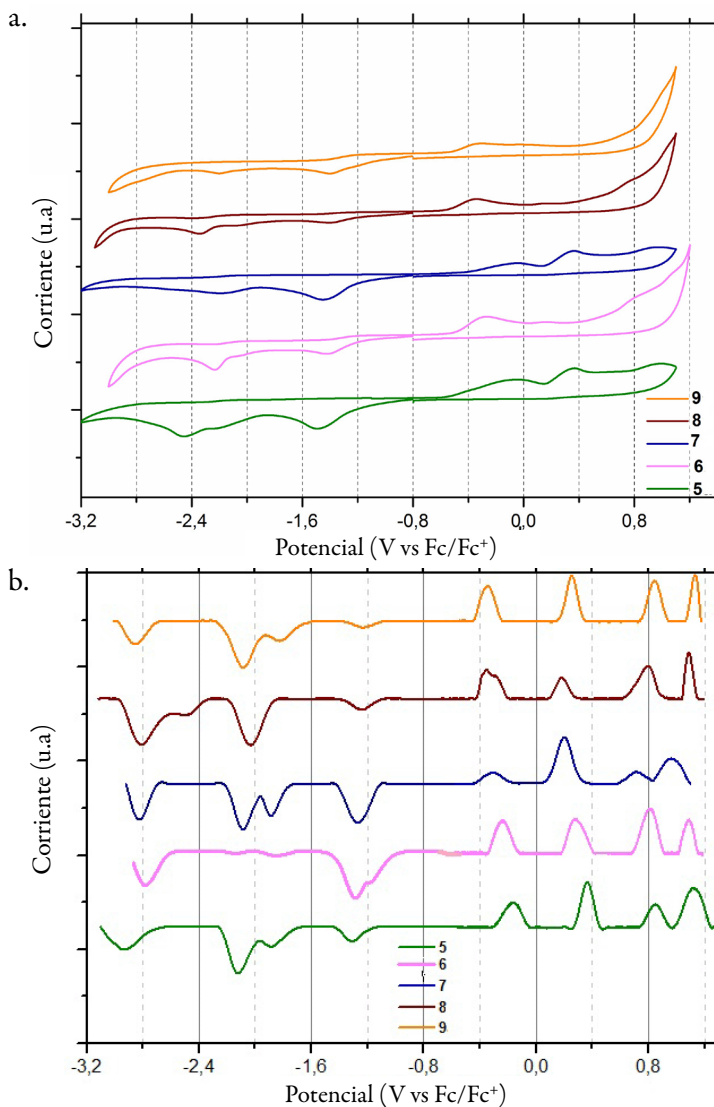 a.
Corriente (u.a)
9
8
7
6
5
-3,2 -2,4 -1,6 -0,8 0,0 0,8
Potencial (V vs Fc/Fc⁺)
b.
Corriente (u.a)
5
6
7
8
9
-3,2 -2,4 -1,6 -0,8 0,0 0,8
Potencial (V vs Fc/Fc⁺)